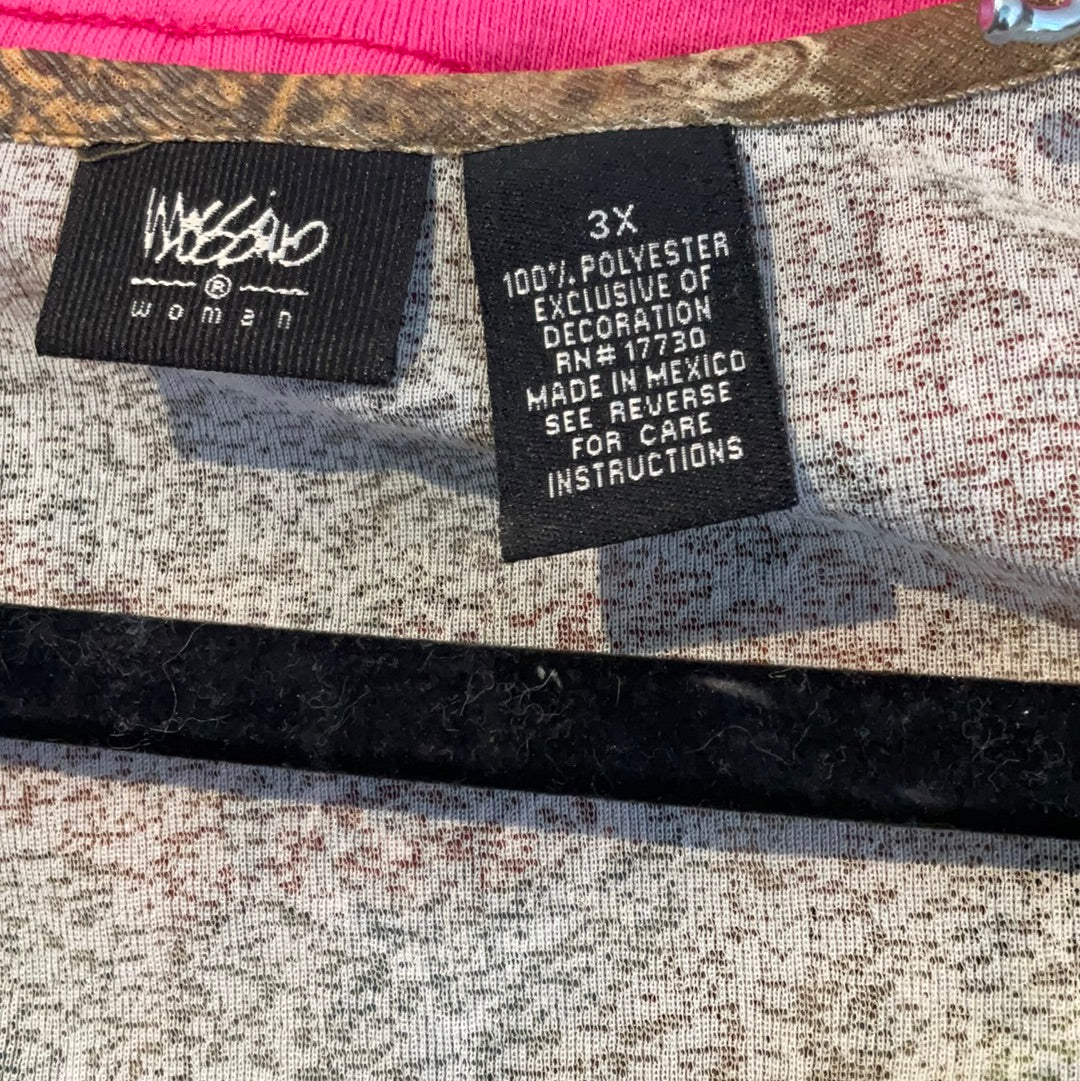 Mossimo
®
woman
3X
100% POLYESTER
EXCLUSIVE OF
DECORATION
RN# 17730
MADE IN MEXICO
SEE REVERSE
FOR CARE
INSTRUCTIONS